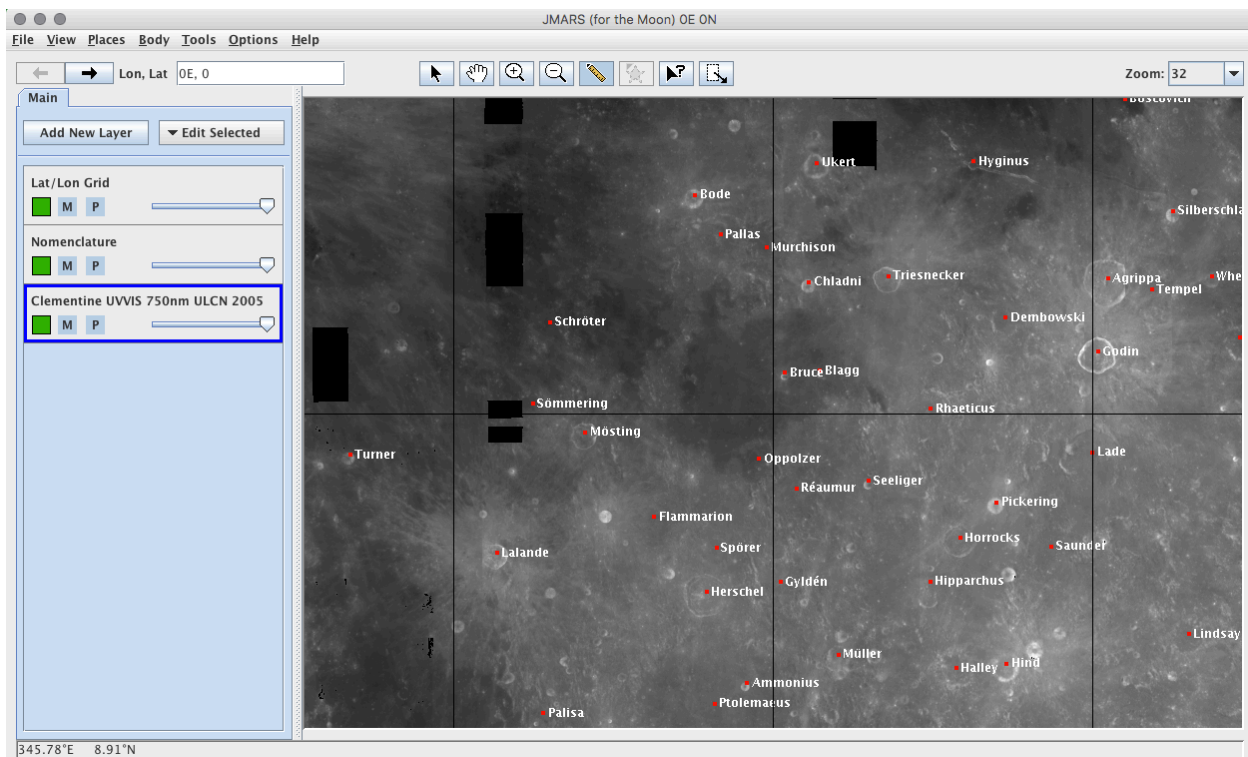 JMARS (for the Moon) 0E 0N
File View Places Body Tools Options Help
Lon, Lat 0E, 0 Zoom: 32
Main
Add New Layer Edit Selected
Lat/Lon Grid
M P
Nomenclature
M P
Clementine UVVIS 750nm ULCN 2005
M P
Boscovich
Ukert
Hyginus
Bode
Silberschla
Pallas
Murchison
Chladni
Triesnecker
Agrippa
Whe
Tempel
Schröter
Dembowski
Godin
Bruce
Blagg
Sömmering
Rhaeticus
Mösting
Turner
Oppolzer
Lade
Réaumur
Seeliger
Pickering
Flammarion
Horrocks
Spörer
Saunder
Lalande
Gyldén
Hipparchus
Herschel
Lindsay
Müller
Halley
Hind
Ammonius
Ptolemaeus
Palisa
345.78°E 8.91°N